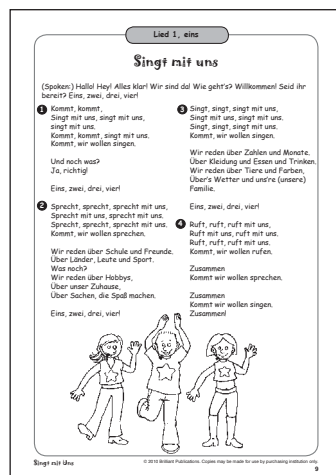 Lied 1, eins
Singt mit uns
(Spoken:) Hallo! Hey! Alles klar! Wir sind da! Wie geht's? Willkommen! Seid ihr
bereit? Eins, zwei, drei, vier!
1 Kommt, kommt,
Singt mit uns, singt mit uns,
singt mit uns.
Kommt, kommt, singt mit uns.
Kommt, wir wollen singen.
Und noch was?
Ja, richtig!
Eins, zwei, drei, vier!
2 Sprecht, sprecht, sprecht mit uns,
Sprecht mit uns, sprecht mit uns.
Sprecht, sprecht, sprecht mit uns.
Kommt, wir wollen sprechen.
Wir reden über Schule und Freunde.
Über Länder, Leute und Sport.
Was noch?
Wir reden über Hobbys,
Über unser Zuhause,
Über Sachen, die Spaß machen.
Eins, zwei, drei, vier!
3 Singt, singt, singt mit uns,
Singt mit uns, singt mit uns.
Singt, singt, singt mit uns.
Kommt, wir wollen singen.
Wir reden über Zahlen und Monate,
Über Kleidung und Essen und Trinken.
Wir reden über Tiere und Farben,
Über's Wetter und uns're (unsere)
Familie.
Eins, zwei, drei, vier!
4 Ruft, ruft, ruft mit uns,
Ruft mit uns, ruft mit uns.
Ruft, ruft, ruft mit uns.
Kommt, wir wollen rufen.
Zusammen
Kommt wir wollen sprechen.
Zusammen
Kommt wir wollen singen.
Zusammen!
Singt mit Uns
© 2010 Brilliant Publications. Copies may be made for use by purchasing institution only.
9